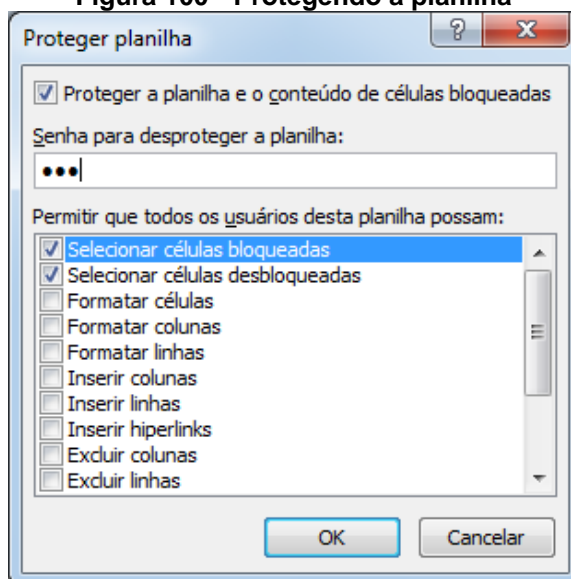 Figura 100 - Protegendo a planilha
Proteger planilha
Proteger a planilha e o conteúdo de células bloqueadas
Senha para desproteger a planilha:
•••
Permitir que todos os usuários desta planilha possam:
Selecionar células bloqueadas
Selecionar células desbloqueadas
Formatar células
Formatar colunas
Formatar linhas
Inserir colunas
Inserir linhas
Inserir hiperlinks
Excluir colunas
Excluir linhas
OK Cancelar